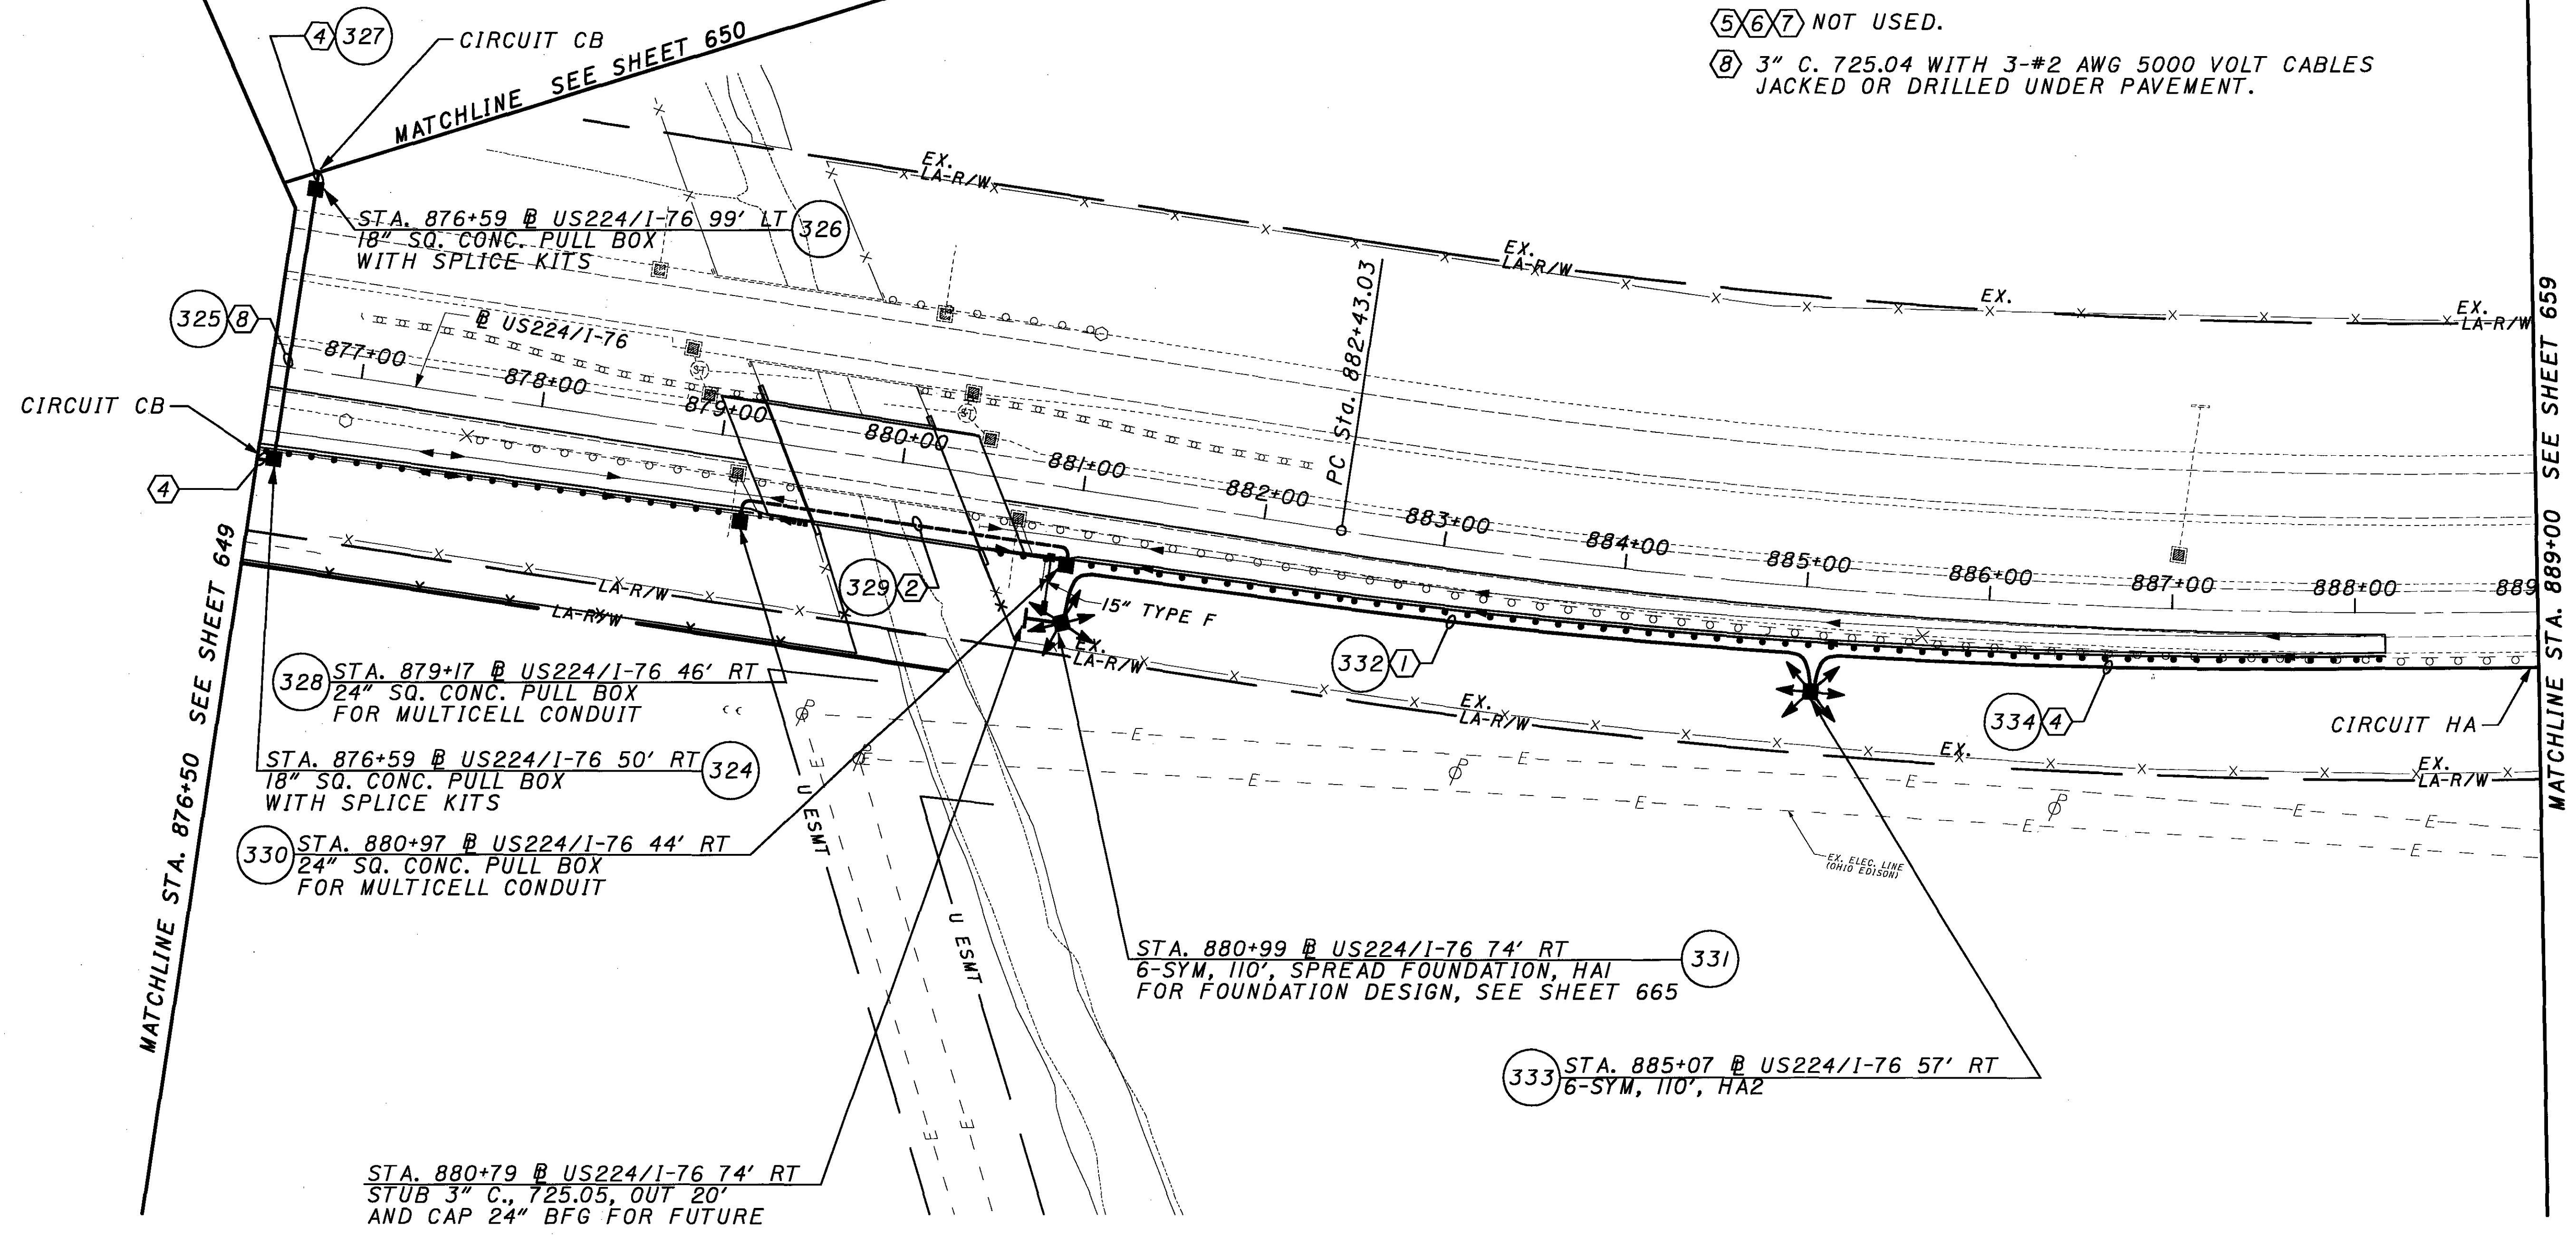 5 6 7 NOT USED.
8 3" C. 725.04 WITH 3-#2 AWG 5000 VOLT CABLES
JACKED OR DRILLED UNDER PAVEMENT.
4 327
CIRCUIT CB
MATCHLINE SEE SHEET 650
EX.
LA-R/W
STA. 876+59 BL US224/I-76 99' LT 326
18" SQ. CONC. PULL BOX
WITH SPLICE KITS
EX.
LA-R/W
EX.
EX.
LA-R/W
325 8
BL US224/I-76
877+00
878+00
879+00
880+00
881+00
882+00
PC Sta. 882+43.03
883+00
884+00
885+00
886+00
887+00
888+00
889
ST
ST
CIRCUIT CB
4
MATCHLINE STA. 876+50 SEE SHEET 649
MATCHLINE STA. 889+00 SEE SHEET 659
LA-R/W
LA-R/W
329 2
15" TYPE F
EX.
LA-R/W
332 1
EX.
LA-R/W
334 4
CIRCUIT HA
EX.
EX.
LA-R/W
328 STA. 879+17 BL US224/I-76 46' RT
24" SQ. CONC. PULL BOX
FOR MULTICELL CONDUIT
STA. 876+59 BL US224/I-76 50' RT 324
18" SQ. CONC. PULL BOX
WITH SPLICE KITS
330 STA. 880+97 BL US224/I-76 44' RT
24" SQ. CONC. PULL BOX
FOR MULTICELL CONDUIT
U ESMT
U ESMT
P
P
P
P
E
E
E
E
E
E
E
E
E
E
E
E
E
E
EX. ELEC. LINE
(OHIO EDISON)
STA. 880+99 BL US224/I-76 74' RT 331
6-SYM, 110', SPREAD FOUNDATION, HA1
FOR FOUNDATION DESIGN, SEE SHEET 665
333 STA. 885+07 BL US224/I-76 57' RT
6-SYM, 110', HA2
STA. 880+79 BL US224/I-76 74' RT
STUB 3" C., 725.05, OUT 20'
AND CAP 24" BFG FOR FUTURE